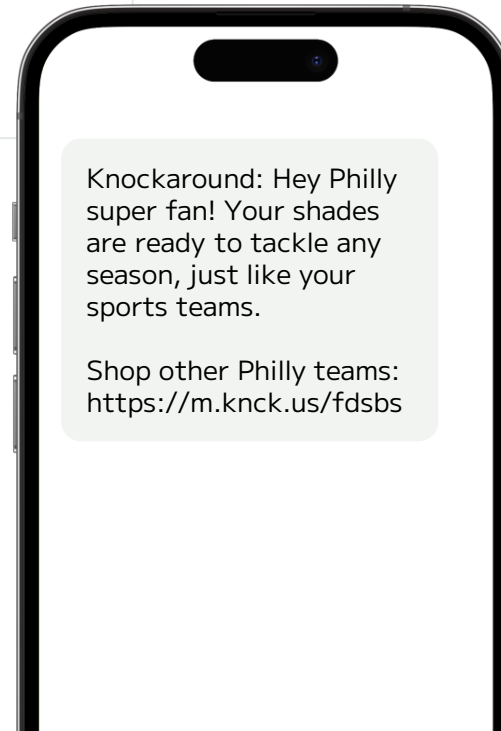 Knockaround: Hey Philly
super fan! Your shades
are ready to tackle any
season, just like your
sports teams.
Shop other Philly teams:
https://m.knck.us/fdsbs